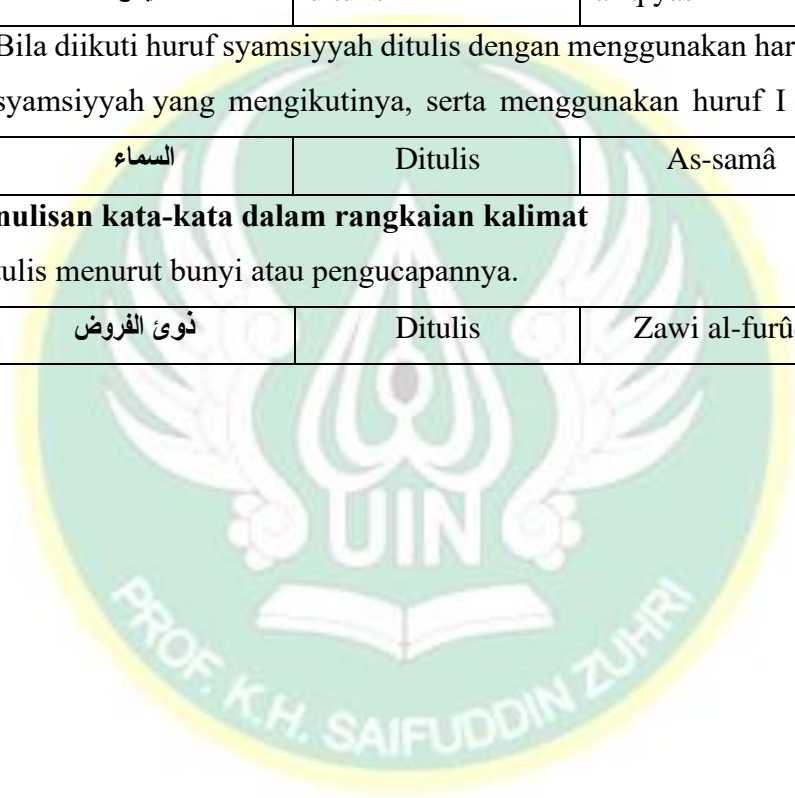 Bila diikuti huruf syamsiyyah ditulis dengan menggunakan har
syamsiyyah yang mengikutinya, serta menggunakan huruf I
السماء Ditulis As-samâ
nulisan kata-kata dalam rangkaian kalimat
tulis menurut bunyi atau pengucapannya.
ذوئ الفروض Ditulis Zawi al-furû
UIN
PROF. K.H. SAIFUDDIN ZUHRI